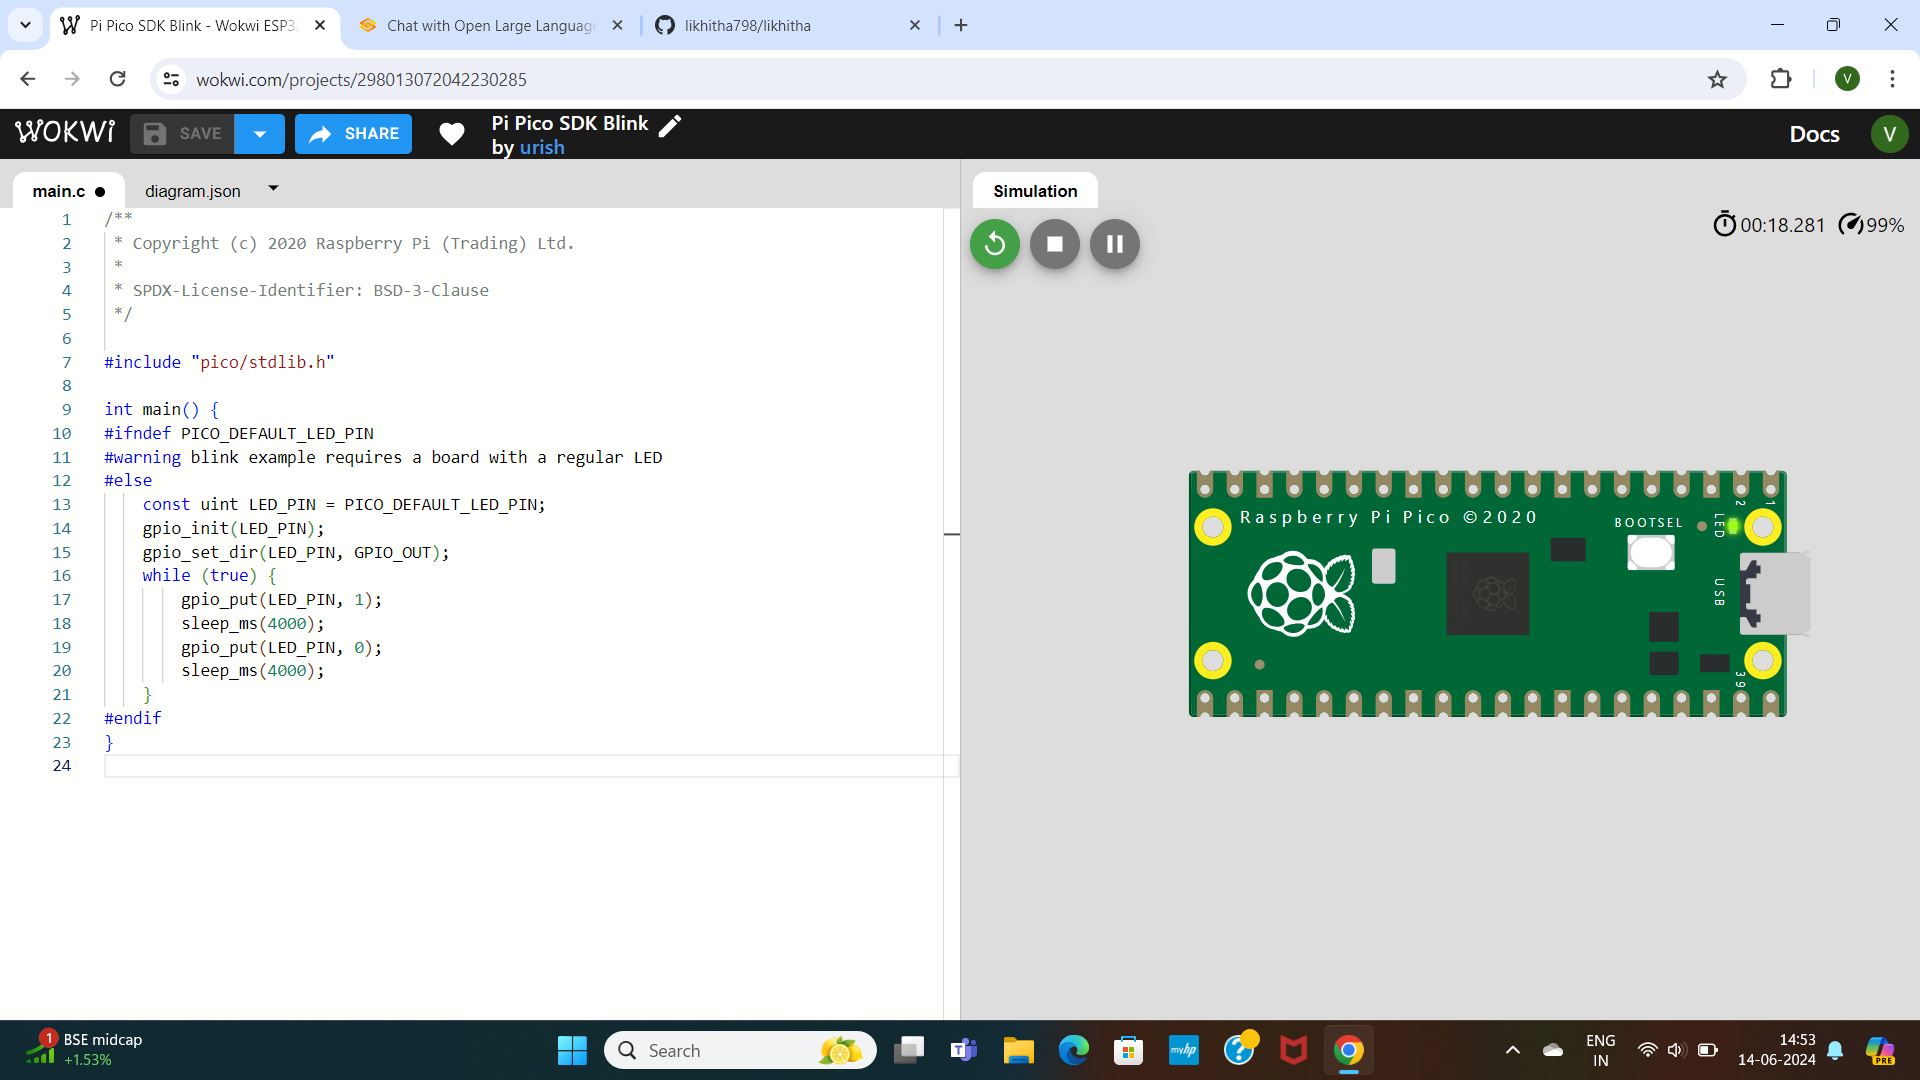 Pi Pico SDK Blink - Wokwi ESP32
Chat with Open Large Language
likhitha798/likhitha
wokwi.com/projects/298013072042230285
V
WOKWi
SAVE
SHARE
Pi Pico SDK Blink
by urish
Docs
V
main.c
diagram.json
Simulation
00:18.281
99%
1 /**
2 * Copyright (c) 2020 Raspberry Pi (Trading) Ltd.
3 *
4 * SPDX-License-Identifier: BSD-3-Clause
5 */
6
7 #include "pico/stdlib.h"
8
9 int main() {
10 #ifndef PICO_DEFAULT_LED_PIN
11 #warning blink example requires a board with a regular LED
12 #else
13 const uint LED_PIN = PICO_DEFAULT_LED_PIN;
14 gpio_init(LED_PIN);
15 gpio_set_dir(LED_PIN, GPIO_OUT);
16 while (true) {
17 gpio_put(LED_PIN, 1);
18 sleep_ms(4000);
19 gpio_put(LED_PIN, 0);
20 sleep_ms(4000);
21 }
22 #endif
23 }
24
Raspberry Pi Pico ©2020
BOOTSEL
LED
2
1
USB
39
1
BSE midcap
+1.53%
Search
myhp
ENG
IN
14:53
14-06-2024
PRE